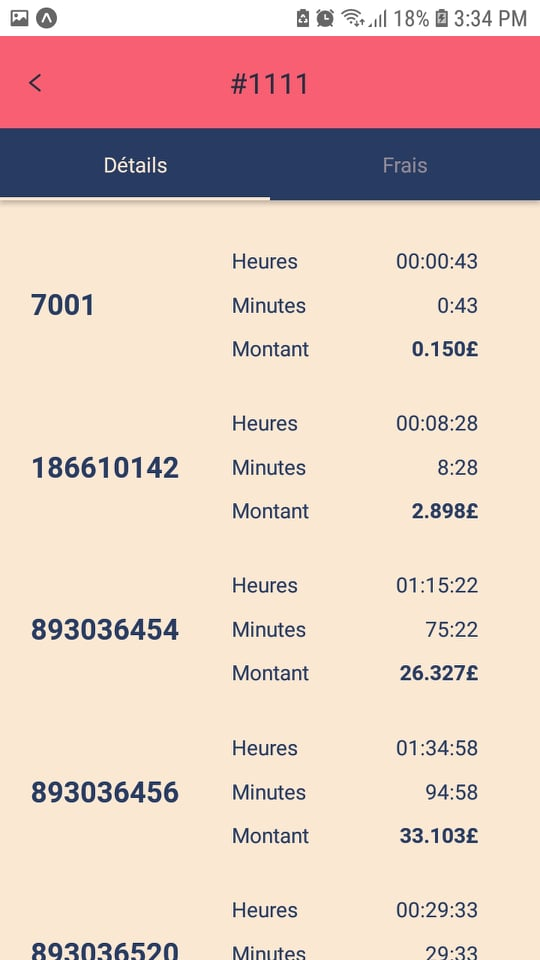 18% 3:34 PM
#1111
Détails Frais
Heures 00:00:43
7001 Minutes 0:43
Montant 0.150£
Heures 00:08:28
186610142 Minutes 8:28
Montant 2.898£
Heures 01:15:22
893036454 Minutes 75:22
Montant 26.327£
Heures 01:34:58
893036456 Minutes 94:58
Montant 33.103£
Heures 00:29:33
893036520 Minutes 29:33